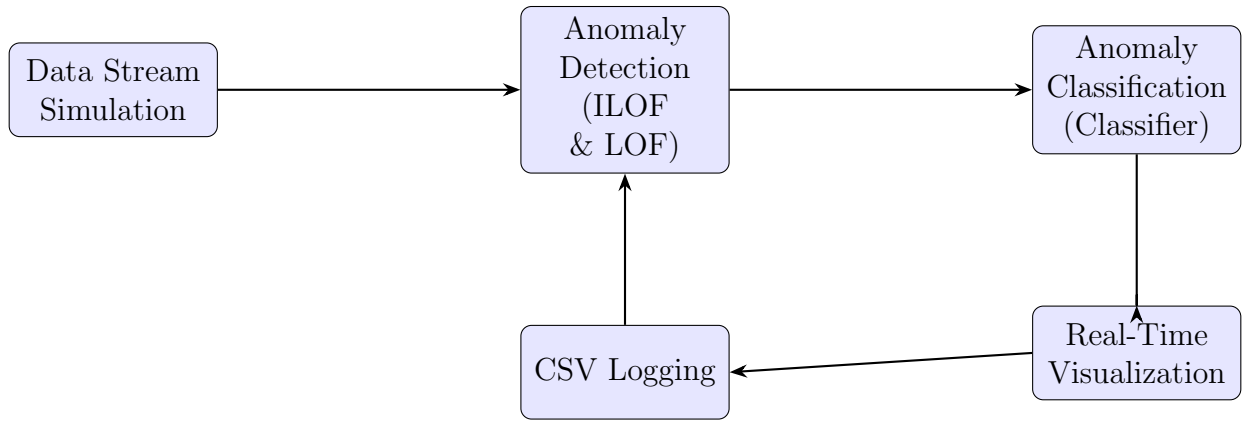 Data Stream
Simulation
Anomaly
Detection
(ILOF
& LOF)
Anomaly
Classification
(Classifier)
CSV Logging
Real-Time
Visualization